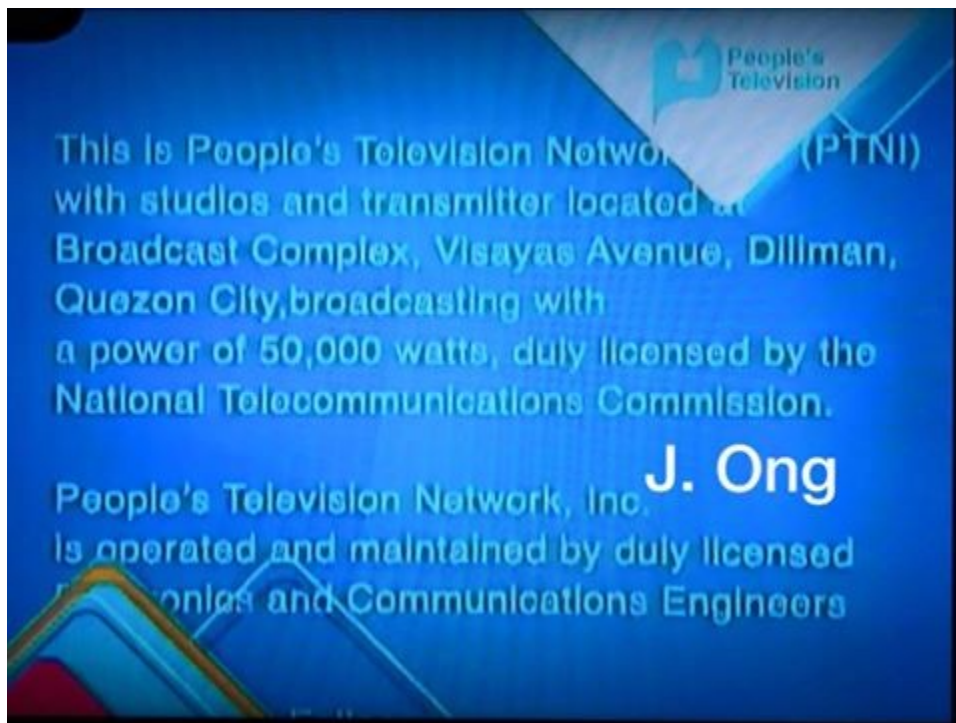 People's
Television
This is People's Television (PTNI)
with studios and transmitter located at
Broadcast Complex, Visayas Avenue, Diliman,
Quezon City,broadcasting with
a power of 50,000 watts, duly licensed by the
National Telecommunications Commission.
J. Ong
People's Television Network, Inc.
is operated and maintained by duly licensed
and Communications Engineers